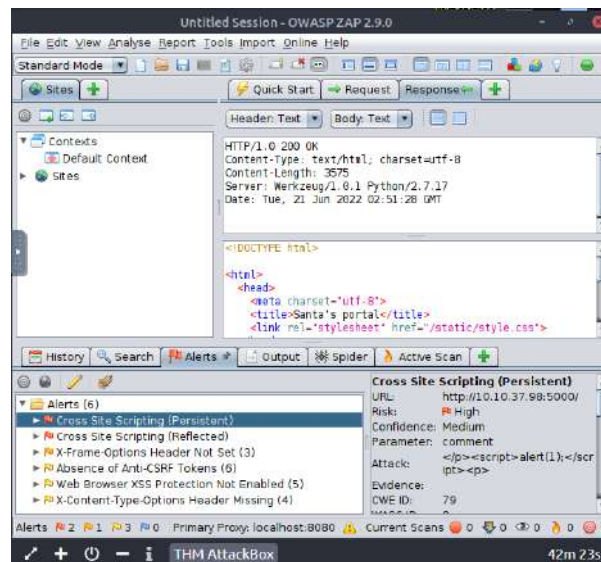 Untitled Session - OWASP ZAP 2.9.0
File Edit View Analyse Report Tools Import Online Help
Standard Mode
Sites
Quick Start
Request
Response
Header: Text
Body: Text
Contexts
Default Context
Sites
HTTP/1.0 200 OK
Content-Type: text/html; charset=utf-8
Content-Length: 3575
Server: Werkzeug/1.0.1 Python/2.7.17
Date: Tue, 21 Jun 2022 02:51:28 GMT
<!DOCTYPE html>
<html>
<head>
<meta charset="utf-8">
<title>Santa's portal</title>
<link rel="stylesheet" href="/static/style.css">
History
Search
Alerts
Output
Spider
Active Scan
Alerts (6)
Cross Site Scripting (Persistent)
Cross Site Scripting (Reflected)
X-Frame-Options Header Not Set (3)
Absence of Anti-CSRF Tokens (6)
Web Browser XSS Protection Not Enabled (5)
X-Content-Type-Options Header Missing (4)
Cross Site Scripting (Persistent)
URL: http://10.10.37.98:5000/
Risk: High
Confidence: Medium
Parameter: comment
Attack: </p><script>alert(1);</scr
ipt><p>
Evidence:
CWE ID: 79
Alerts 2 1 3 0 Primary Proxy: localhost:8080 Current Scans 0 0 0 0
THM AttackBox
42m 23s